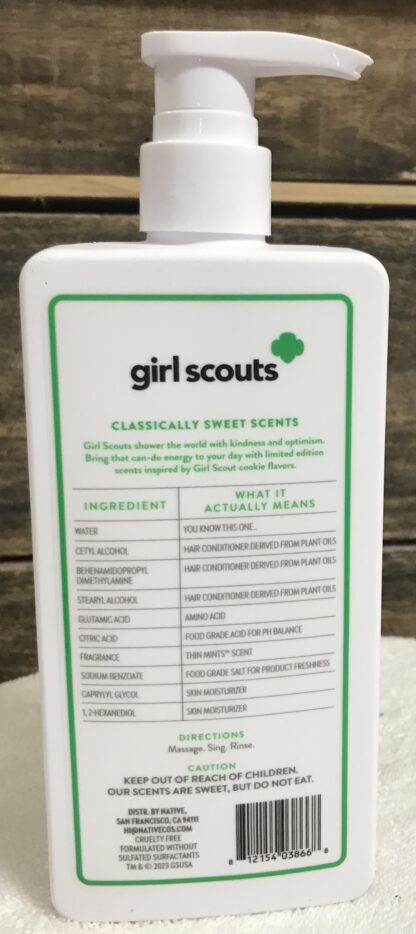 girl scouts
CLASSICALLY SWEET SCENTS
Girl Scouts shower the world with kindness and optimism.
Bring that can-do energy to your day with limited edition
scents inspired by Girl Scout cookie flavors.
INGREDIENT
WHAT IT
ACTUALLY MEANS
WATER YOU KNOW THIS ONE...
CETYL ALCOHOL HAIR CONDITIONER DERIVED FROM PLANT OILS
BEHENAMIDOPROPYL
DIMETHYLAMINE HAIR CONDITIONER DERIVED FROM PLANT OILS
STEARYL ALCOHOL HAIR CONDITIONER DERIVED FROM PLANT OILS
GLUTAMIC ACID AMINO ACID
CITRIC ACID FOOD GRADE ACID FOR PH BALANCE
FRAGRANCE THIN MINTS™ SCENT
SODIUM BENZOATE FOOD GRADE SALT FOR PRODUCT FRESHNESS
CAPRYLYL GLYCOL SKIN MOISTURIZER
1, 2-HEXANEDIOL SKIN MOISTURIZER
DIRECTIONS
Massage. Sing. Rinse.
CAUTION
KEEP OUT OF REACH OF CHILDREN.
OUR SCENTS ARE SWEET, BUT DO NOT EAT.
DISTR. BY NATIVE,
SAN FRANCISCO, CA 94111
HI@NATIVECOS.COM
CRUELTY FREE
FORMULATED WITHOUT
SULFATED SURFACTANTS
TM & © 2023 GSUSA
8 12154 03866 8